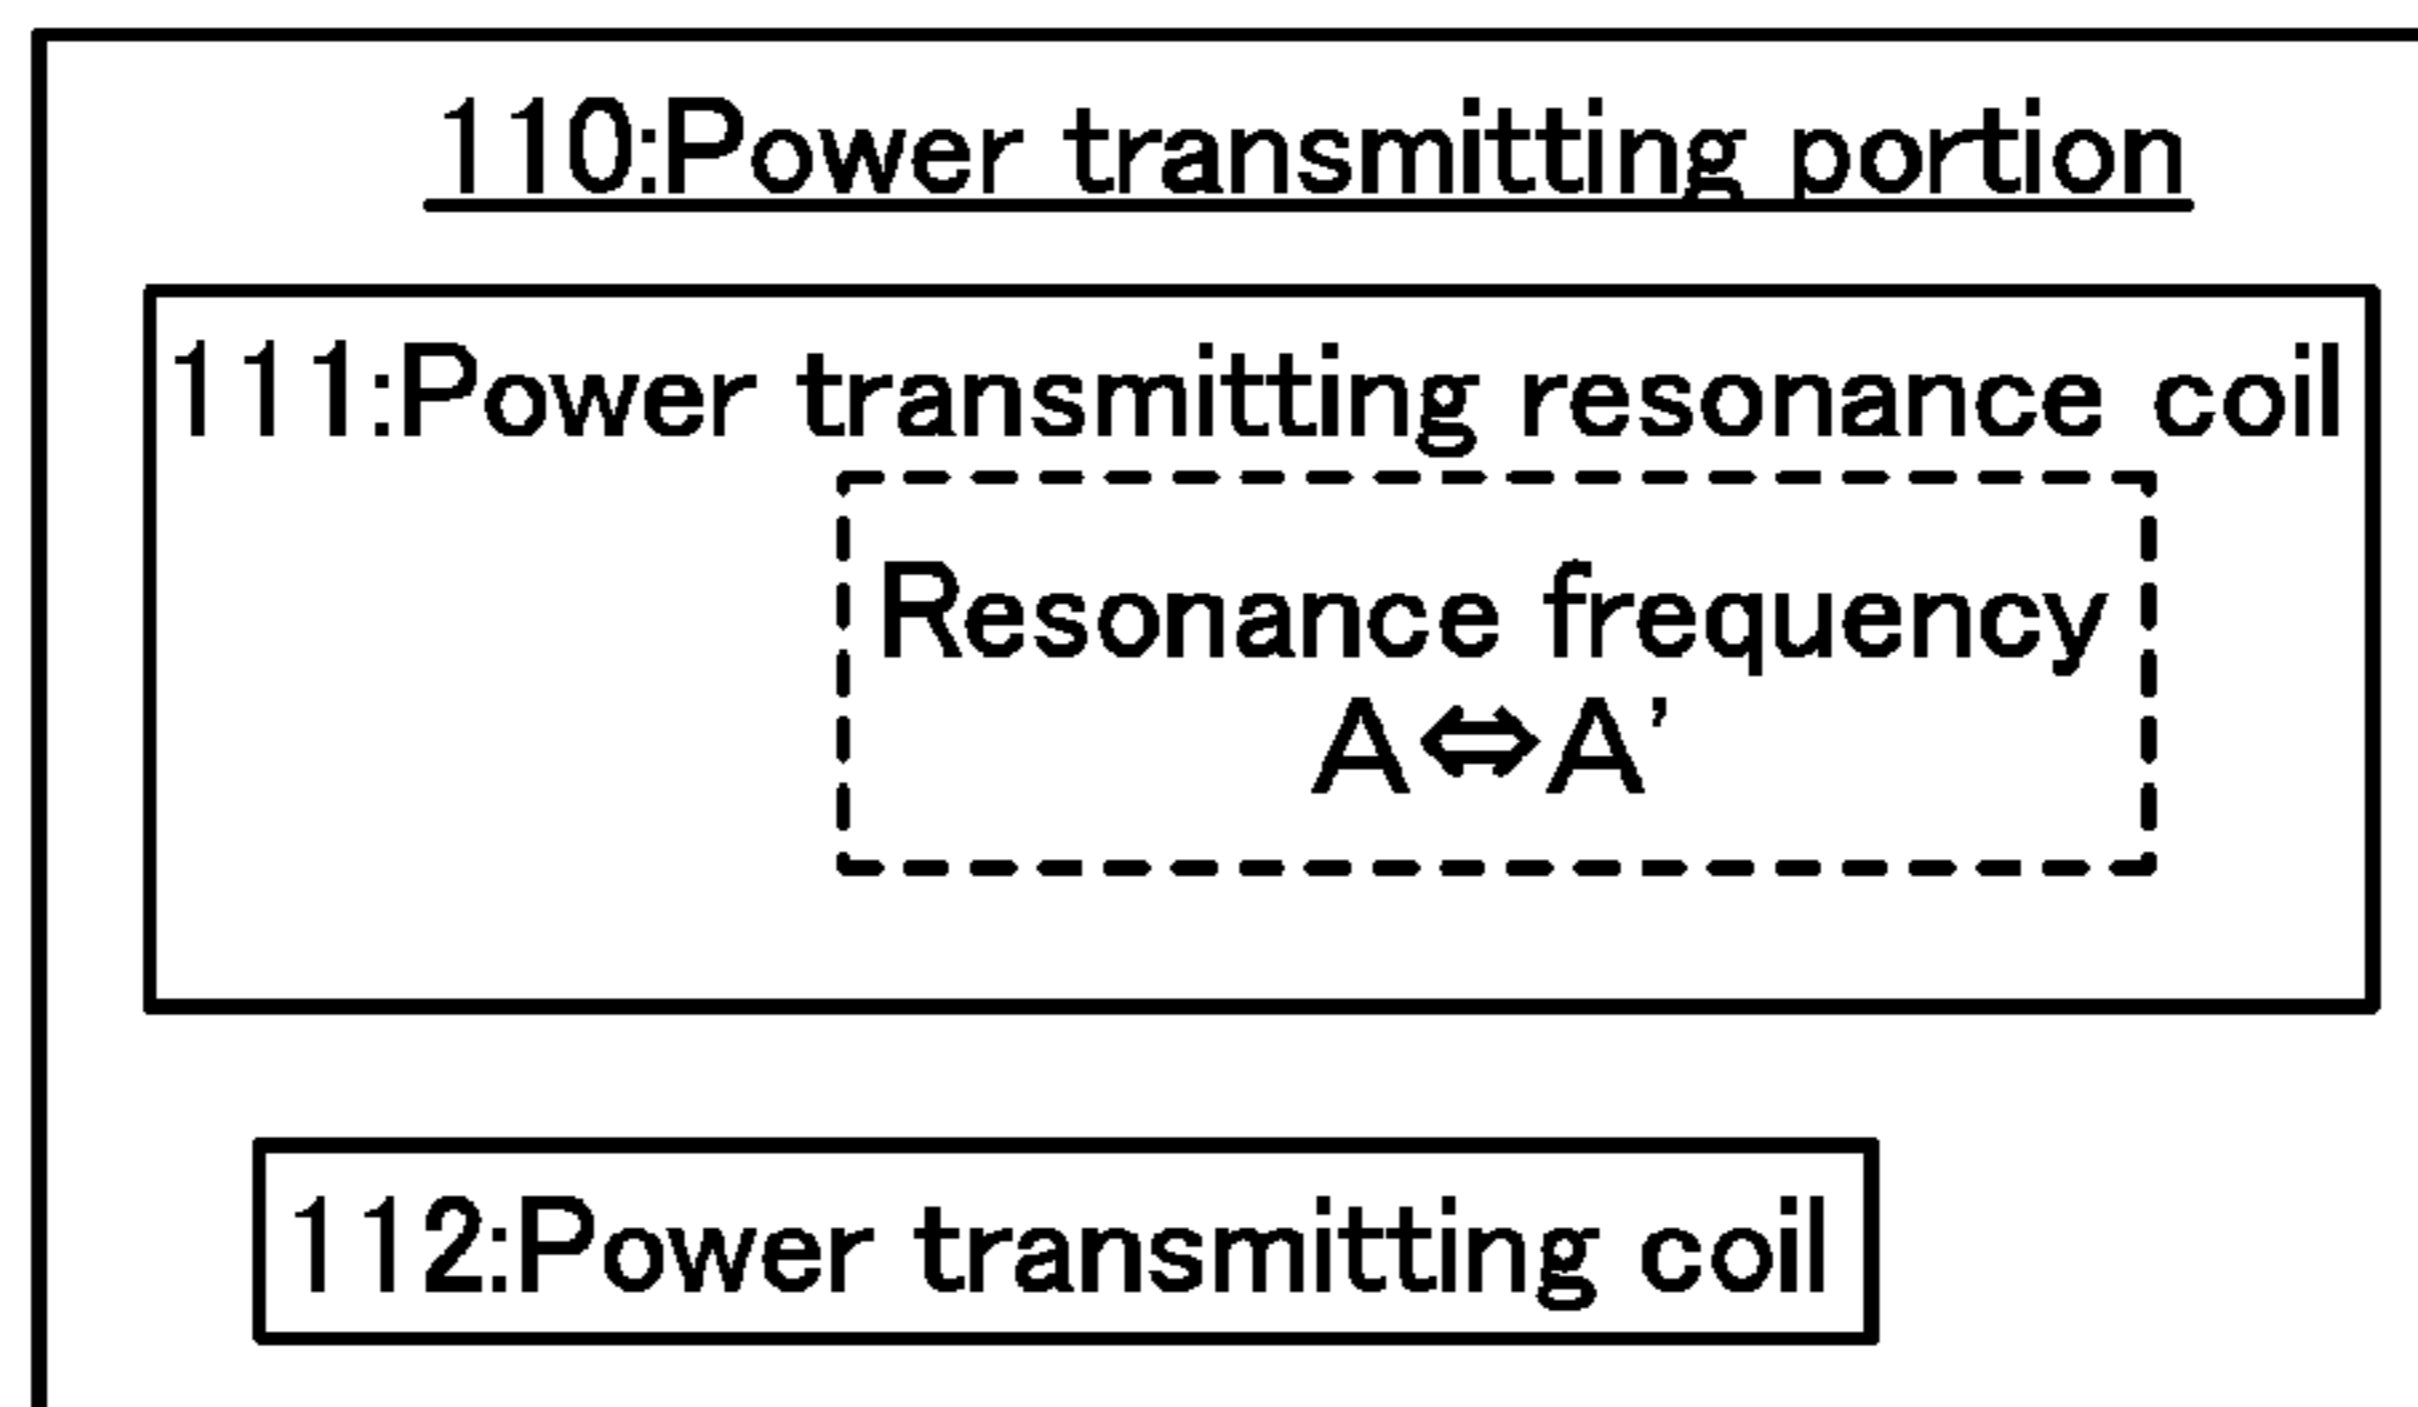 110:Power transmitting portion
111:Power transmitting resonance coil
Resonance frequency
A⇔A'
112:Power transmitting coil